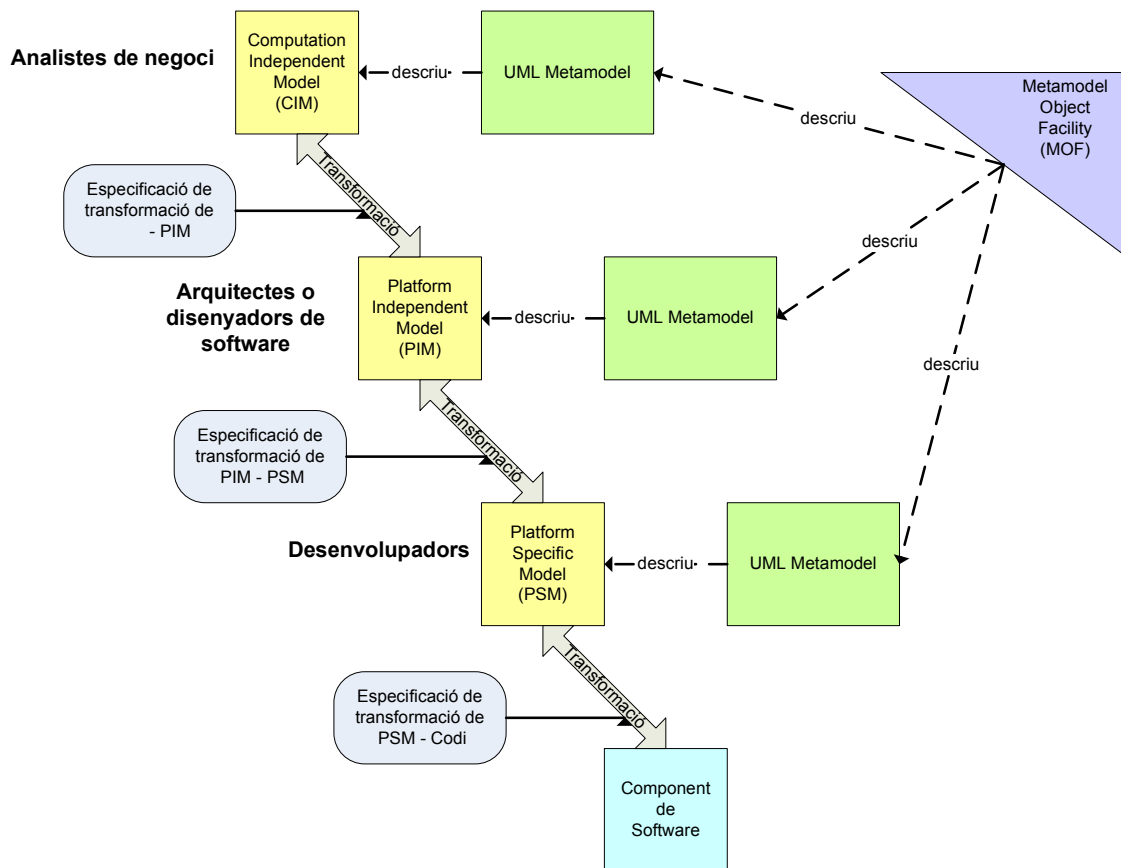 Analistes de negoci
Computation
Independent
Model
(CIM)
descriu
UML Metamodel
descriu
Metamodel
Object
Facility
(MOF)
Transformació
Especificació de
transformació de
- PIM
Arquitectes o
disenyadors de
software
Platform
Independent
Model
(PIM)
descriu
UML Metamodel
descriu
descriu
Transformació
Especificació de
transformació de
PIM - PSM
Desenvolupadors
Platform
Specific
Model
(PSM)
descriu
UML Metamodel
Transformació
Especificació de
transformació de
PSM - Codi
Component
de
Software